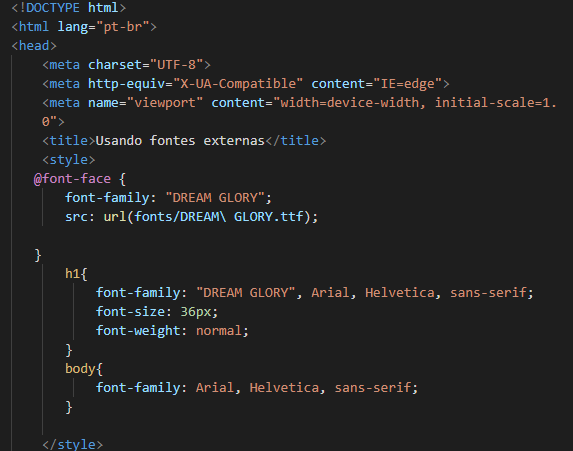 <!DOCTYPE html>
<html lang="pt-br">
<head>
    <meta charset="UTF-8">
    <meta http-equiv="X-UA-Compatible" content="IE=edge">
    <meta name="viewport" content="width=device-width, initial-scale=1.
    0">
    <title>Usando fontes externas</title>
    <style>
   @font-face {
       font-family: "DREAM GLORY";
       src: url(fonts/DREAM\ GLORY.ttf);
   }
       h1{
           font-family: "DREAM GLORY", Arial, Helvetica, sans-serif;
           font-size: 36px;
           font-weight: normal;
       }
       body{
           font-family: Arial, Helvetica, sans-serif;
       }
    </style>